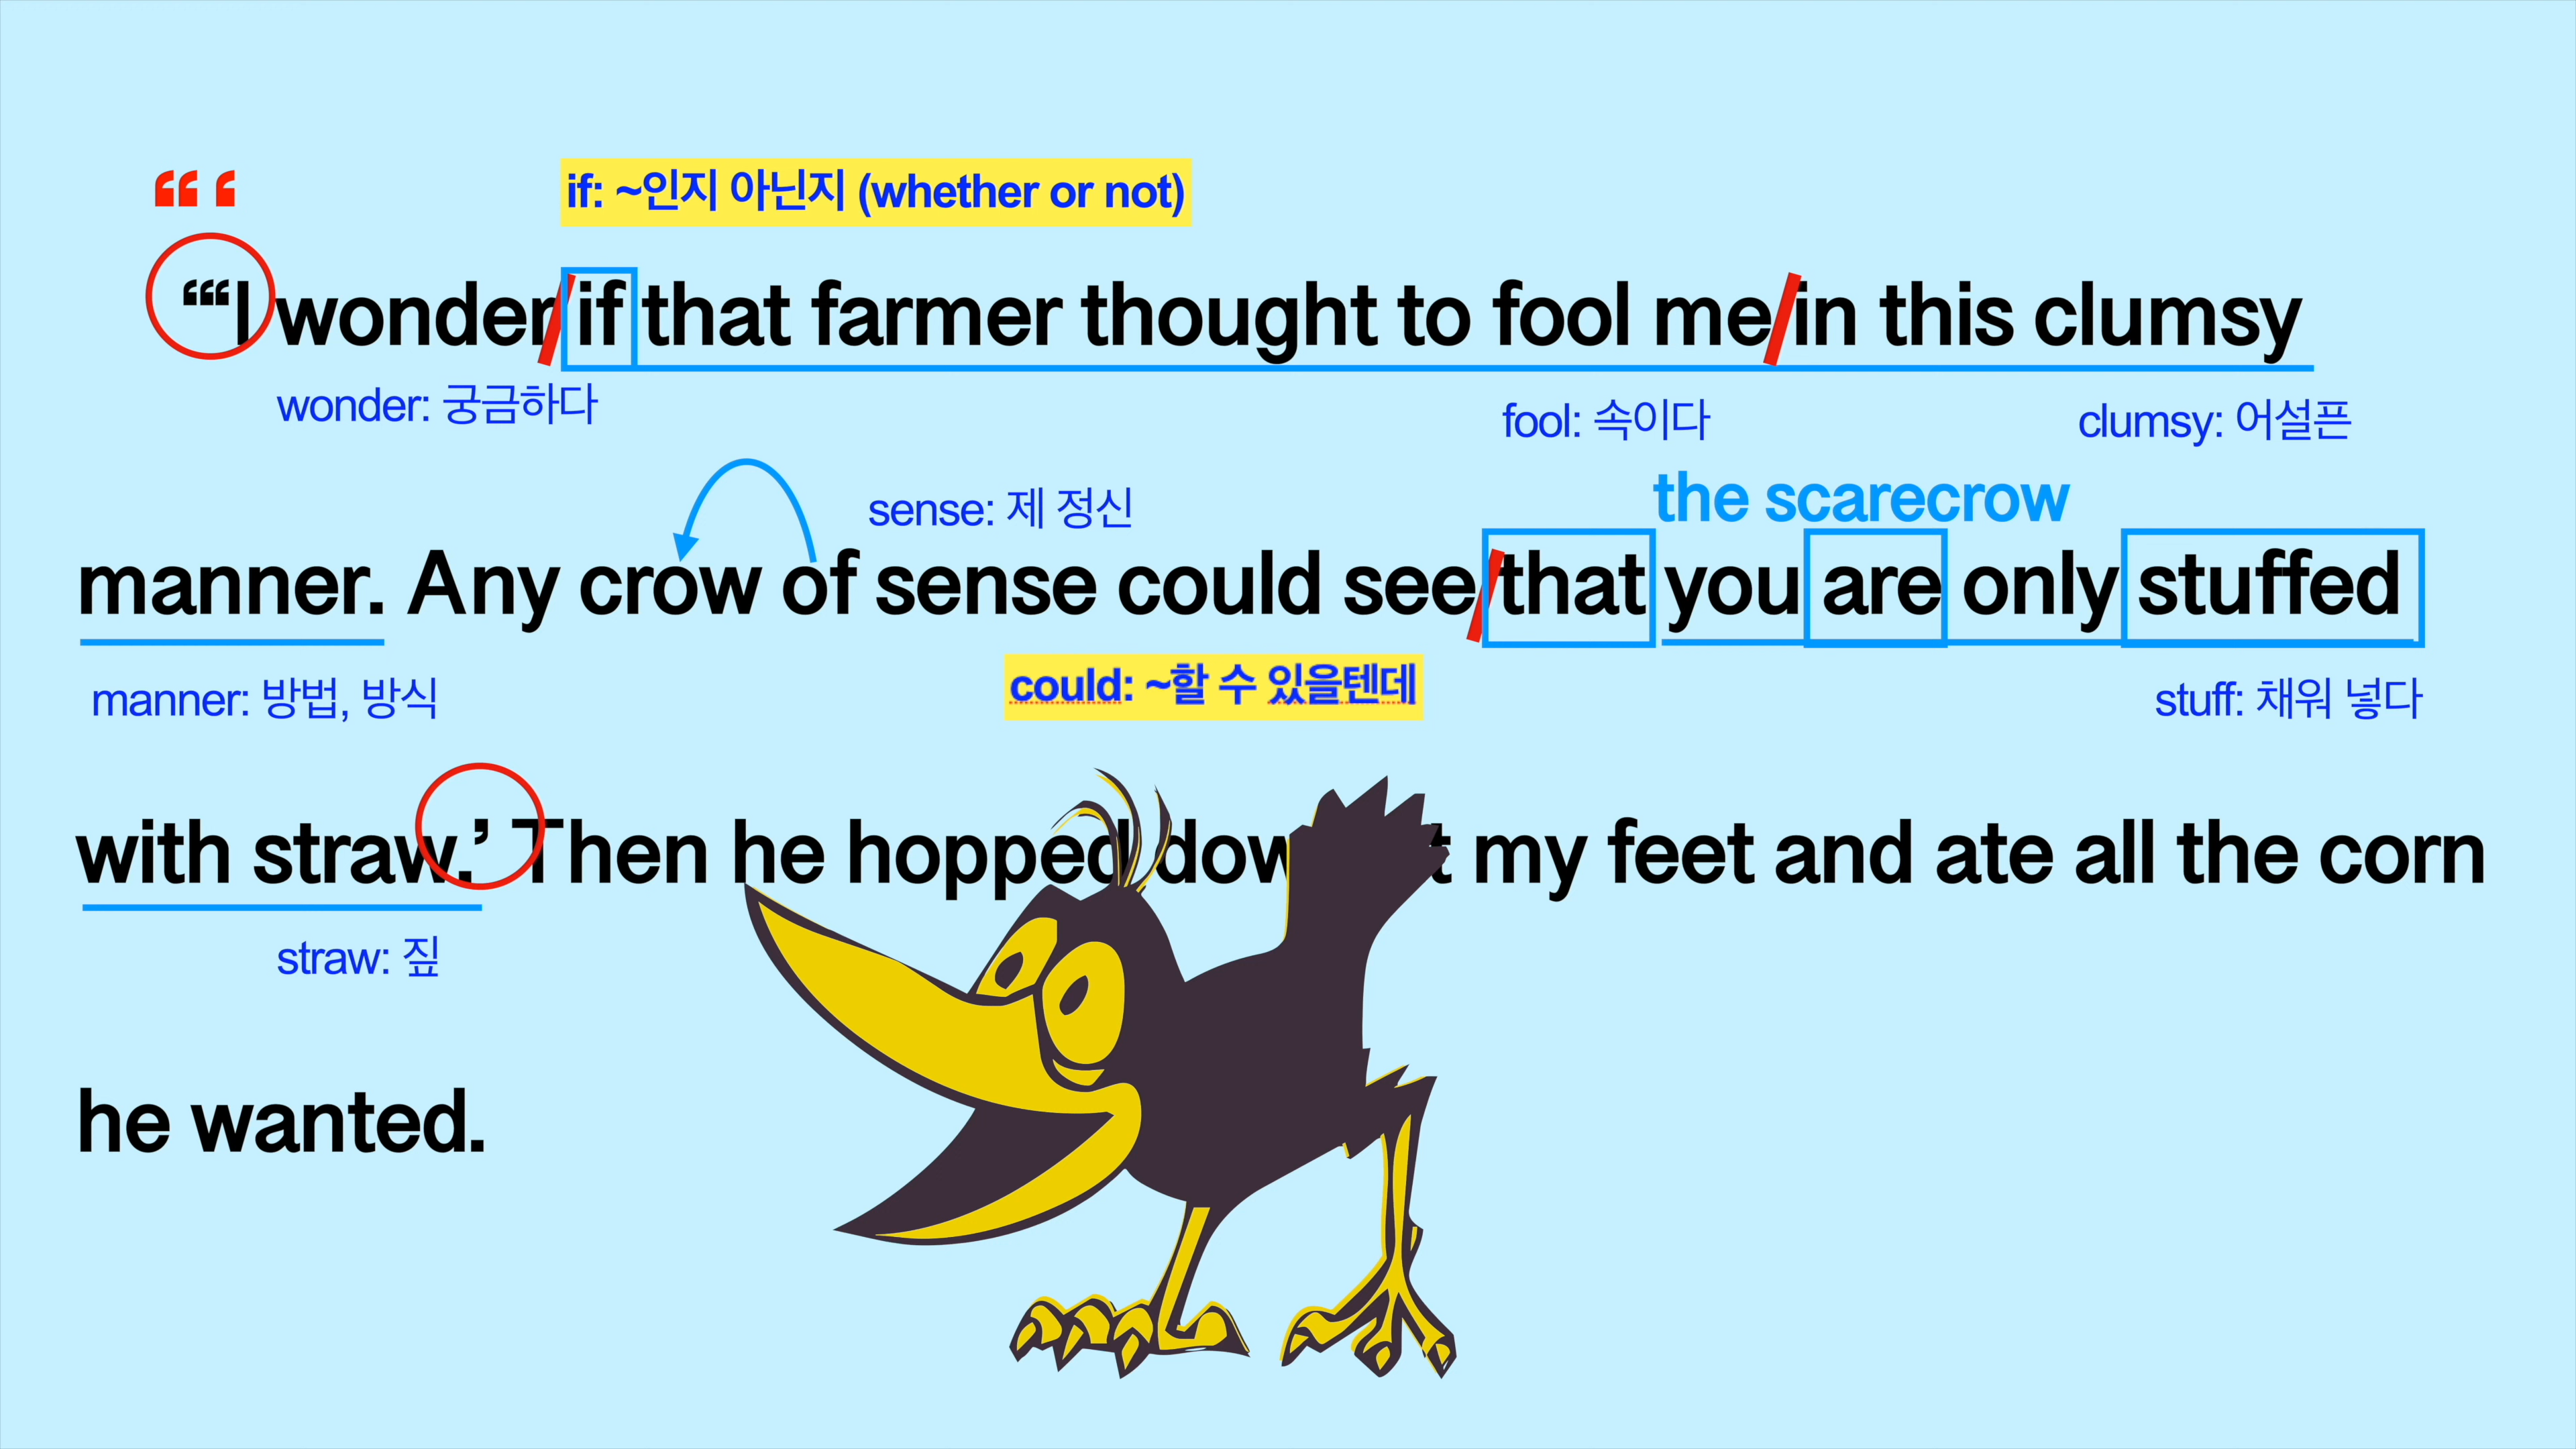 “ ‘
if: ~인지 아닌지 (whether or not)
“‘I wonder if that farmer thought to fool me in this clumsy
wonder: 궁금하다
fool: 속이다
clumsy: 어설픈
sense: 제 정신
the scarecrow
manner. Any crow of sense could see that you are only stuffed
manner: 방법, 방식
could: ~할 수 있을텐데
stuff: 채워 넣다
with straw.’ Then he hopped my feet and ate all the corn
straw: 짚
he wanted.